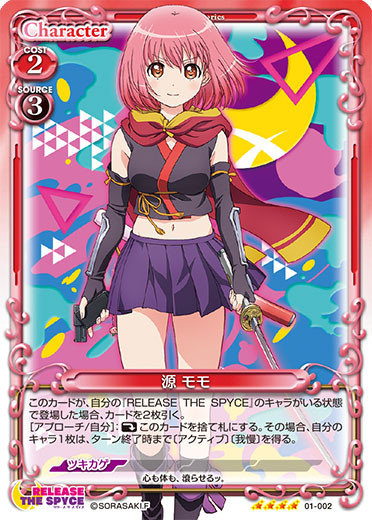 Character
COST
2
SOURCE
3
源 モモ
このカードが、自分の「RELEASE THE SPYCE」のキャラがいる状態
で登場した場合、カードを2枚引く。
[アプローチ/自分]: このカードを捨て札にする。その場合、自分の
キャラ1枚は、ターン終了時まで〔アクティブ〕〔我慢〕を得る。
ツキカゲ
心も体も、滾らせるッ。
RELEASE
THE SPYCE
©SORASAKI.F
01-002